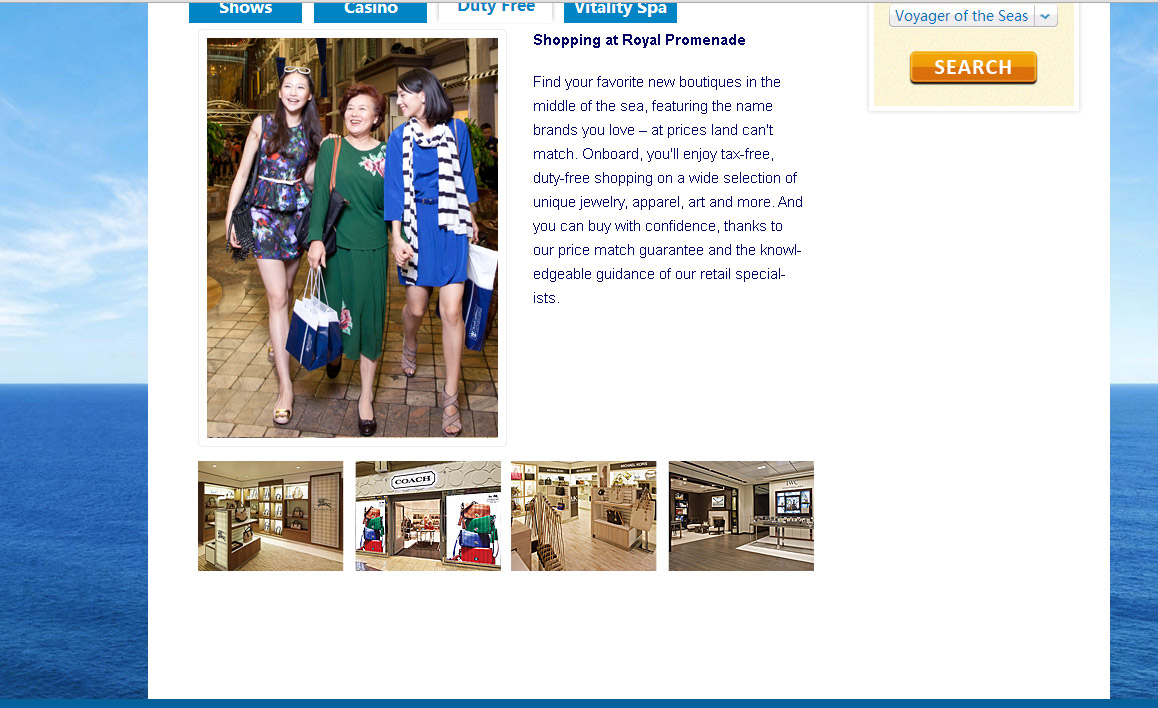 Shows
Casino
Duty Free
Vitality Spa
Voyager of the Seas
SEARCH
Shopping at Royal Promenade
Find your favorite new boutiques in the
middle of the sea, featuring the name
brands you love – at prices land can't
match. Onboard, you'll enjoy tax-free,
duty-free shopping on a wide selection of
unique jewelry, apparel, art and more. And
you can buy with confidence, thanks to
our price match guarantee and the knowl-
edgeable guidance of our retail special-
ists.
COACH
MICHAEL KORS
IWC